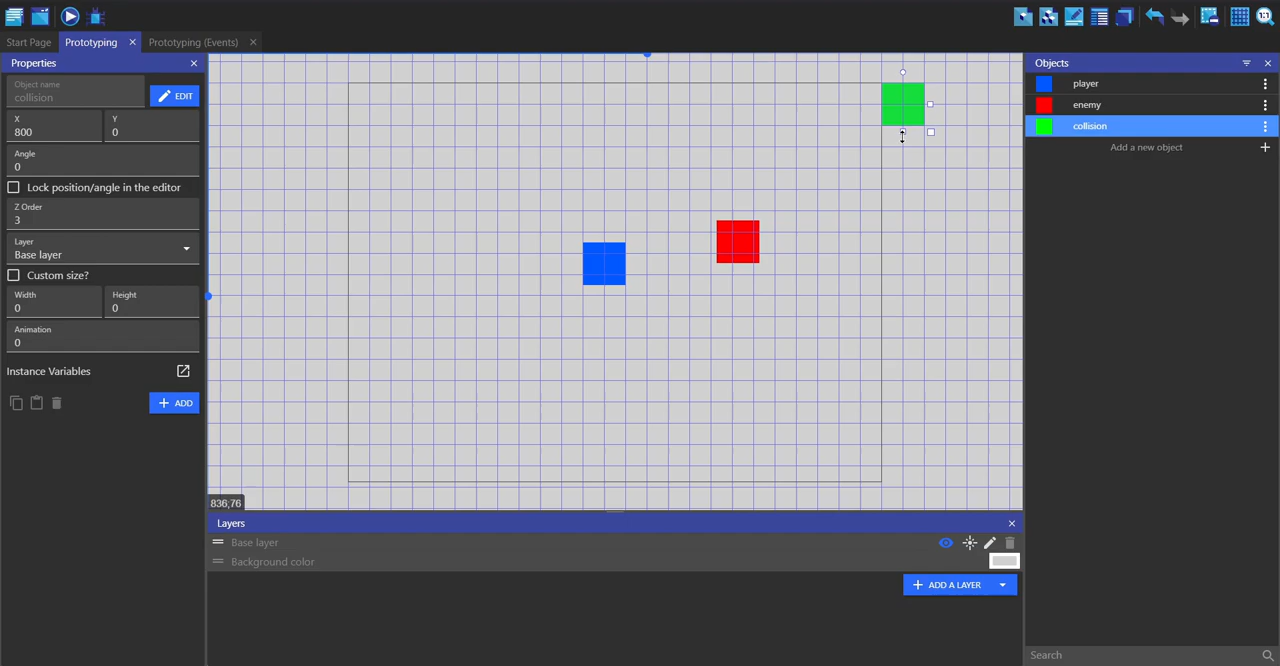 Start Page
Prototyping
Prototyping (Events)
Properties
Object name
collision
EDIT
X
800
Y
0
Angle
0
Lock position/angle in the editor
Z Order
3
Layer
Base layer
Custom size?
Width
0
Height
0
Animation
0
Instance Variables
ADD
836;76
Layers
Base layer
Background color
ADD A LAYER
Objects
player
enemy
collision
Add a new object
Search
1:1